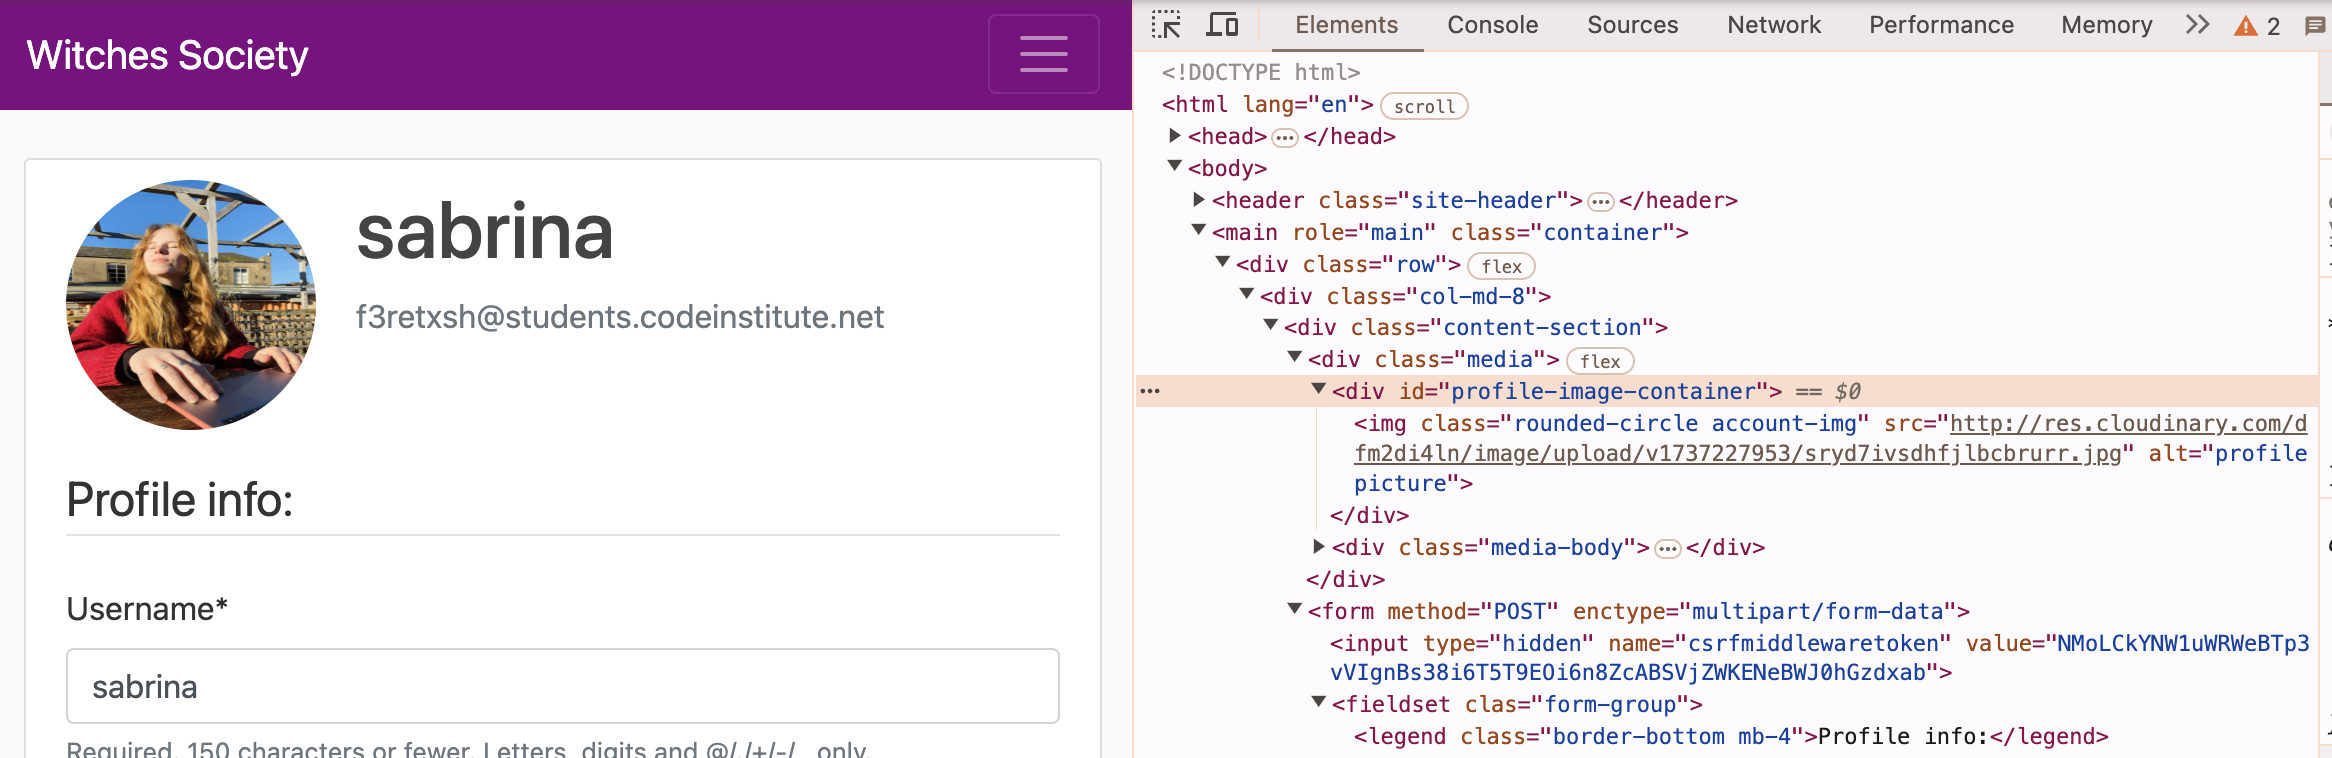 Witches Society
sabrina
f3retxsh@students.codeinstitute.net
Profile info:
Username*
sabrina
Required. 150 characters or fewer. Letters, digits and @/./+/-/_ only.
Elements Console Sources Network Performance Memory 2
<!DOCTYPE html>
<html lang="en"> scroll
<head> ... </head>
<body>
<header class="site-header"> ... </header>
<main role="main" class="container">
<div class="row"> flex
<div class="col-md-8">
<div class="content-section">
<div class="media"> flex
... <div id="profile-image-container"> == $0
<img class="rounded-circle account-img" src="http://res.cloudinary.com/d
fm2di4ln/image/upload/v1737227953/sryd7ivsdhfjlbcbrurr.jpg" alt="profile
picture">
</div>
<div class="media-body"> ... </div>
</div>
<form method="POST" enctype="multipart/form-data">
<input type="hidden" name="csrfmiddlewaretoken" value="NMoLCkYNW1uWRWeBTp3
vVIgnBs38i6T5T9EOi6n8ZcABSVjZWKENeBWJ0hGzdxab">
<fieldset clas="form-group">
<legend class="border-bottom mb-4">Profile info:</legend>